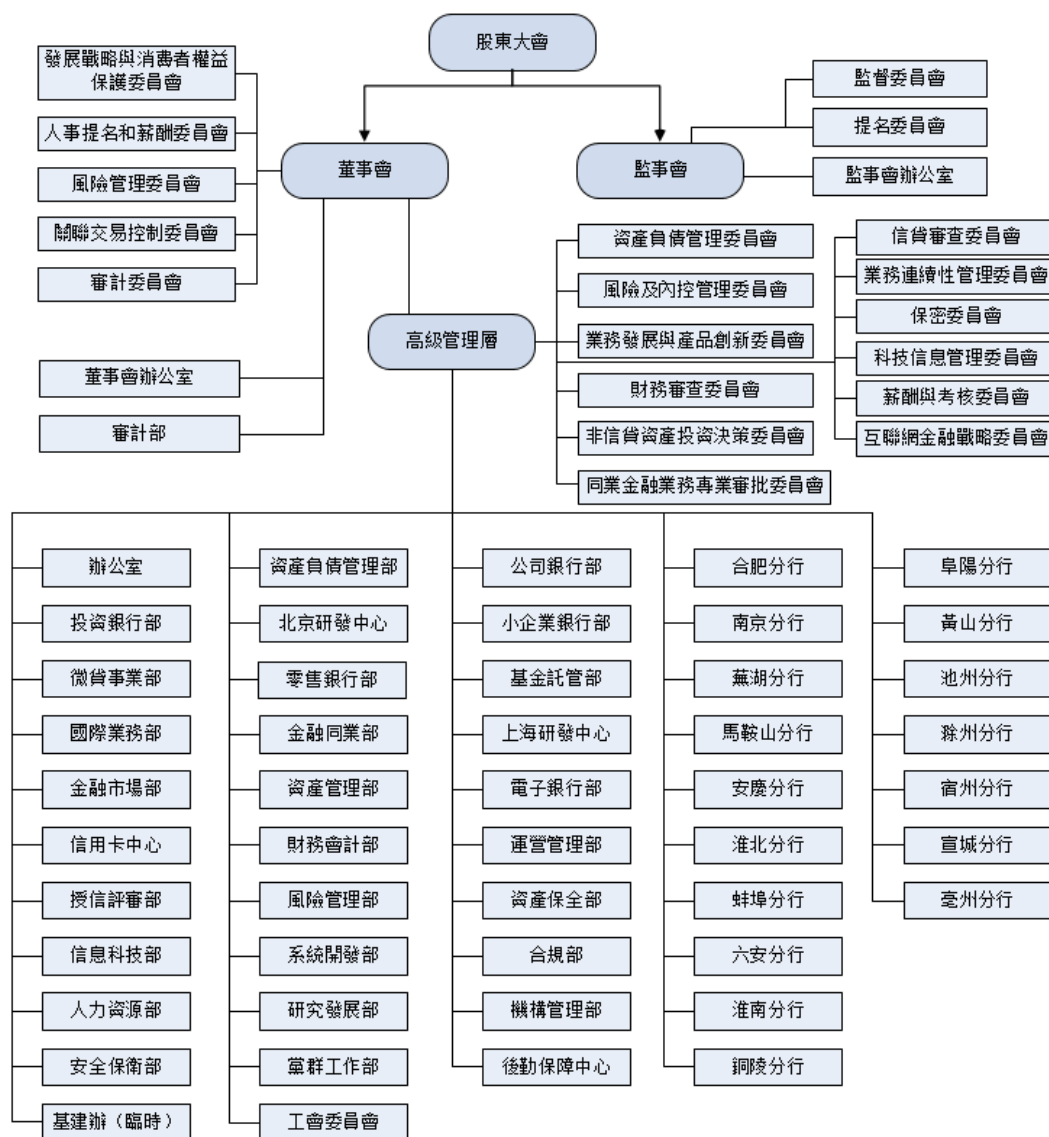 股東大會
發展戰略與消費者權益
保護委員會
人事提名和薪酬委員會
風險管理委員會
關聯交易控制委員會
審計委員會
董事會
監事會
監督委員會
提名委員會
監事會辦公室
董事會辦公室
審計部
高級管理層
資產負債管理委員會
風險及內控管理委員會
業務發展與產品創新委員會
財務審查委員會
非信貸資產投資決策委員會
同業金融業務專業審批委員會
信貸審查委員會
業務連續性管理委員會
保密委員會
科技信息管理委員會
薪酬與考核委員會
互聯網金融戰略委員會
辦公室
投資銀行部
微貸事業部
國際業務部
金融市場部
信用卡中心
授信評審部
信息科技部
人力資源部
安全保衛部
基建辦（臨時）
資產負債管理部
北京研發中心
零售銀行部
金融同業部
資產管理部
財務會計部
風險管理部
系統開發部
研究發展部
黨群工作部
工會委員會
公司銀行部
小企業銀行部
基金託管部
上海研發中心
電子銀行部
運營管理部
資產保全部
合規部
機構管理部
後勤保障中心
合肥分行
南京分行
蕪湖分行
馬鞍山分行
安慶分行
淮北分行
蚌埠分行
六安分行
淮南分行
銅陵分行
阜陽分行
黃山分行
池州分行
滁州分行
宿州分行
宣城分行
亳州分行